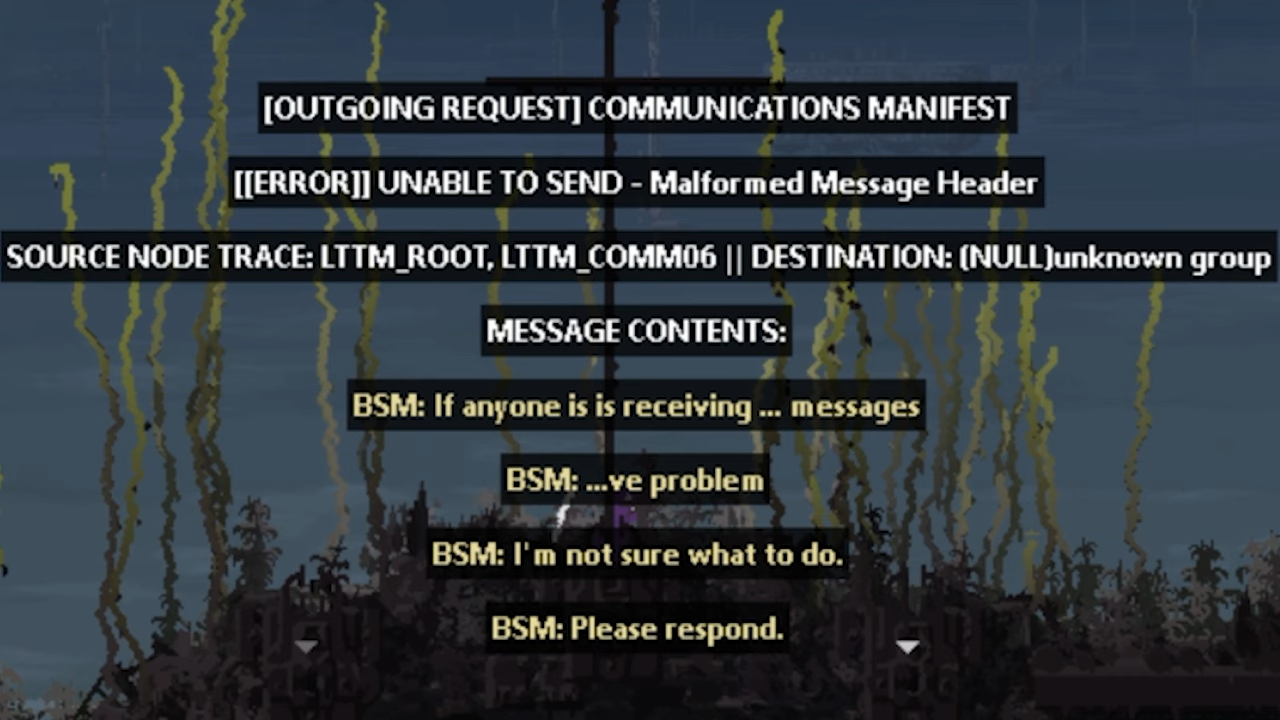 [OUTGOING REQUEST] COMMUNICATIONS MANIFEST
[[ERROR]] UNABLE TO SEND - Malformed Message Header
SOURCE NODE TRACE: LTTM_ROOT, LTTM_COMM06 || DESTINATION: (NULL)unknown group
MESSAGE CONTENTS:
BSM: If anyone is is receiving ... messages
BSM: ...ve problem
BSM: I'm not sure what to do.
BSM: Please respond.